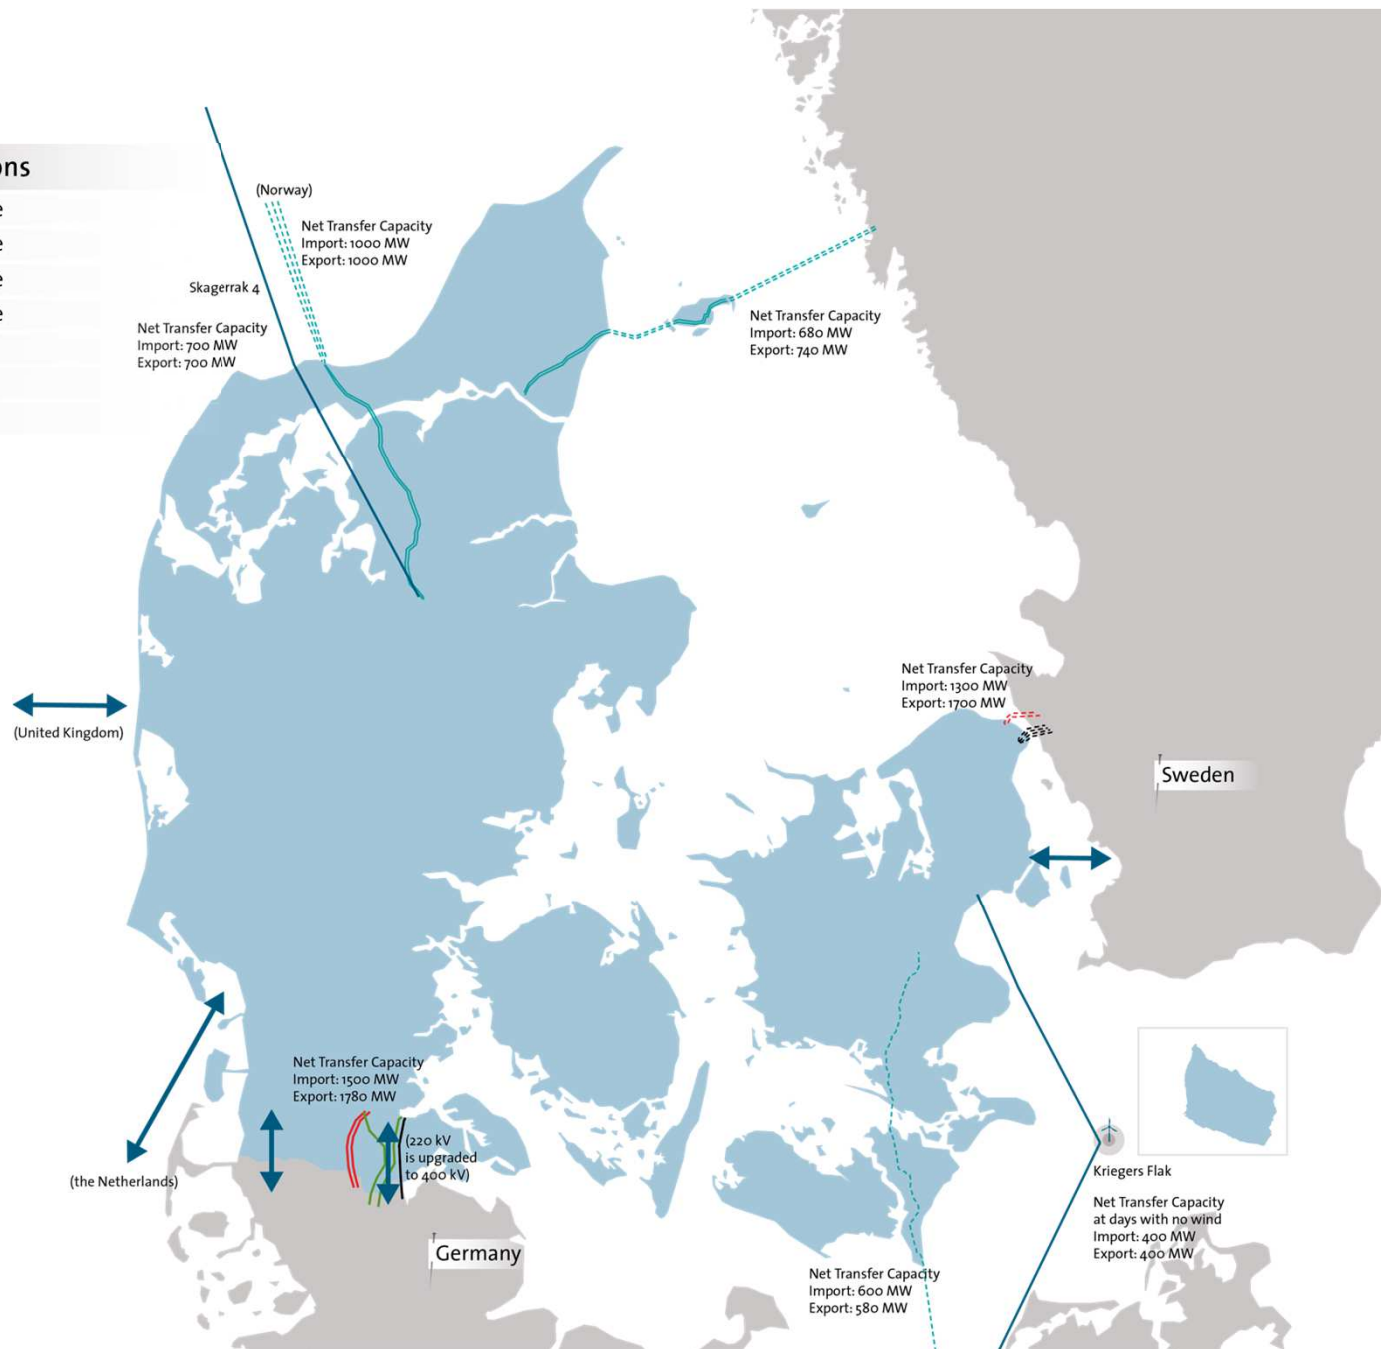 ons
e
e
e
e
(Norway)
Net Transfer Capacity
Import: 1000 MW
Export: 1000 MW
Skagerrak 4
Net Transfer Capacity
Import: 700 MW
Export: 700 MW
Net Transfer Capacity
Import: 680 MW
Export: 740 MW
Net Transfer Capacity
Import: 1300 MW
Export: 1700 MW
(United Kingdom)
Sweden
Net Transfer Capacity
Import: 1500 MW
Export: 1780 MW
(220 kV
is upgraded
to 400 kV)
(the Netherlands)
Kriegers Flak
Net Transfer Capacity
at days with no wind
Import: 400 MW
Export: 400 MW
Germany
Net Transfer Capacity
Import: 600 MW
Export: 580 MW